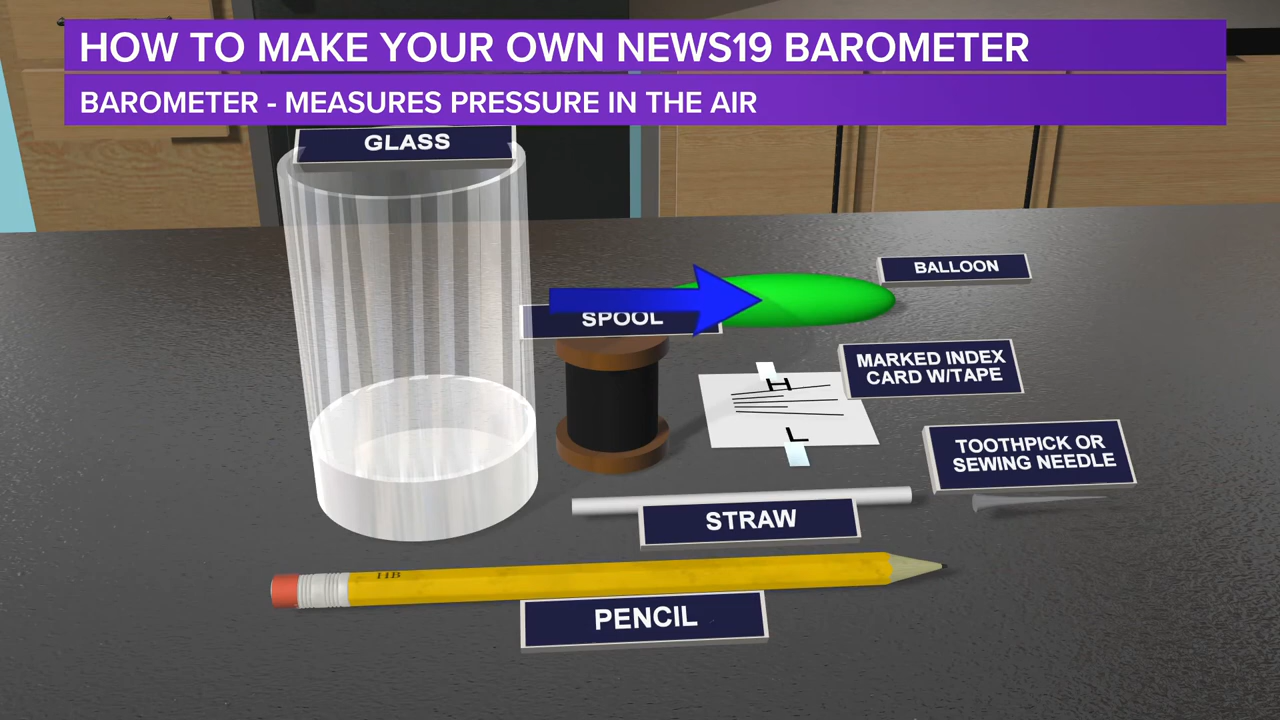 HOW TO MAKE YOUR OWN NEWS19 BAROMETER
BAROMETER - MEASURES PRESSURE IN THE AIR
GLASS
BALLOON
SPOOL
MARKED INDEX
CARD W/TAPE
H
L
TOOTHPICK OR
SEWING NEEDLE
STRAW
HB
PENCIL